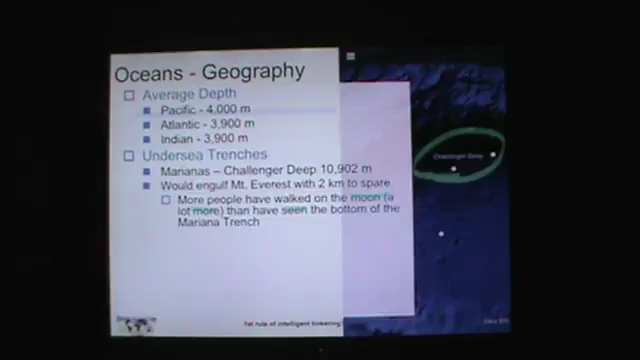 Oceans - Geography
Average Depth
Pacific - 4,000 m
Atlantic - 3,900 m
Indian - 3,900 m
Undersea Trenches
Marianas – Challenger Deep 10,902 m
Would engulf Mt. Everest with 2 km to spare
More people have walked on the moon (a
lot more) than have seen the bottom of the
Mariana Trench
Challenger Deep
1st rule of intelligent tinkering